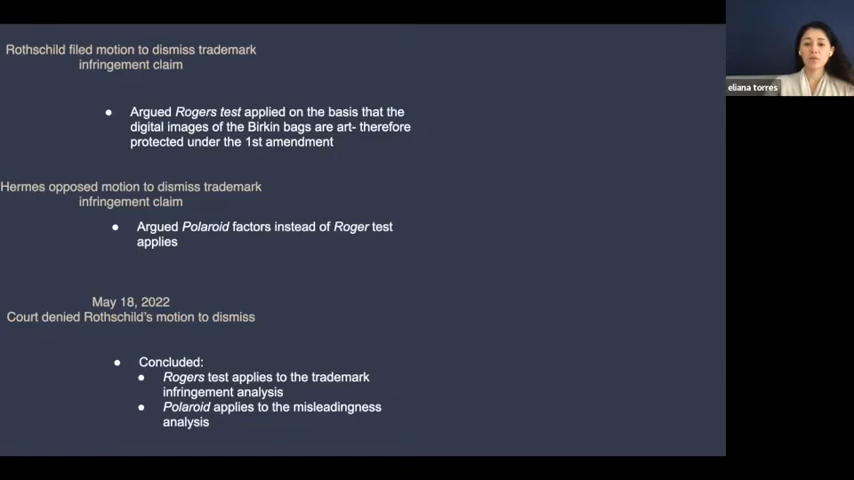 Rothschild filed motion to dismiss trademark
infringement claim
● Argued Rogers test applied on the basis that the
digital images of the Birkin bags are art- therefore
protected under the 1st amendment
Hermes opposed motion to dismiss trademark
infringement claim
● Argued Polaroid factors instead of Roger test
applies
May 18, 2022
Court denied Rothschild's motion to dismiss
● Concluded:
● Rogers test applies to the trademark
infringement analysis
● Polaroid applies to the misleadingness
analysis
eliana torres